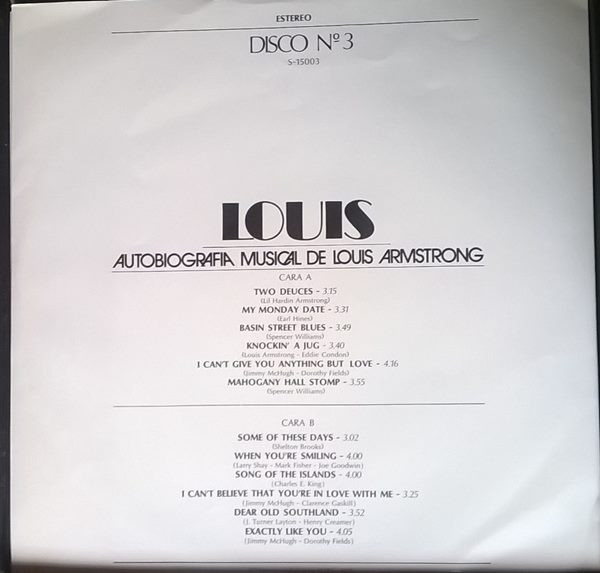 ESTEREO
DISCO Nº 3
S-15003
LOUIS
AUTOBIOGRAFIA MUSICAL DE LOUIS ARMSTRONG
CARA A
TWO DEUCES - 3.15
(Lil Hardin Armstrong)
MY MONDAY DATE - 3.31
(Earl Hines)
BASIN STREET BLUES - 3.49
(Spencer Williams)
KNOCKIN' A JUG - 3.40
(Louis Armstrong - Eddie Condon)
I CAN'T GIVE YOU ANYTHING BUT LOVE - 4.16
(Jimmy McHugh - Dorothy Fields)
MAHOGANY HALL STOMP - 3.55
(Spencer Williams)
CARA B
SOME OF THESE DAYS - 3.02
(Shelton Brooks)
WHEN YOU'RE SMILING - 4.00
(Larry Shay - Mark Fisher - Joe Goodwin)
SONG OF THE ISLANDS - 4.00
(Charles E. King)
I CAN'T BELIEVE THAT YOU'RE IN LOVE WITH ME - 3.25
(Jimmy McHugh - Clarence Gaskill)
DEAR OLD SOUTHLAND - 3.52
(J. Turner Layton - Henry Creamer)
EXACTLY LIKE YOU - 4.05
(Jimmy McHugh - Dorothy Fields)